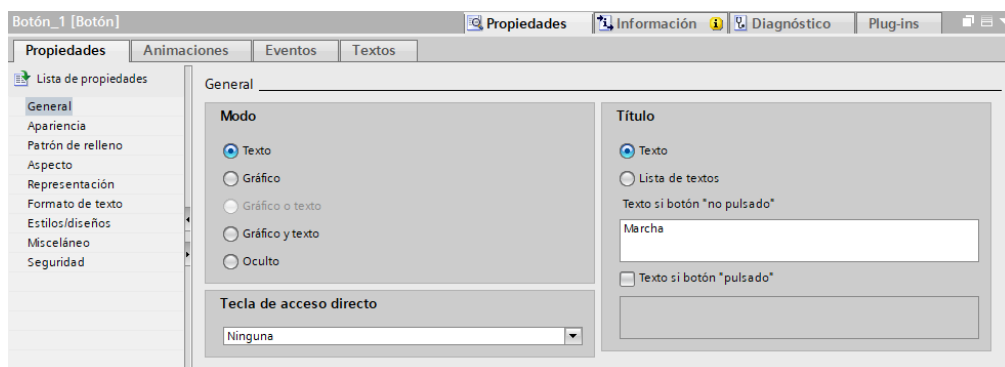 Botón_1 [Botón]
Propiedades
Información
Diagnóstico
Plug-ins
Propiedades
Animaciones
Eventos
Textos
Lista de propiedades
General
Apariencia
Patrón de relleno
Aspecto
Representación
Formato de texto
Estilos/diseños
Misceláneo
Seguridad
General
Modo
Texto
Gráfico
Gráfico o texto
Gráfico y texto
Oculto
Tecla de acceso directo
Ninguna
Título
Texto
Lista de textos
Texto si botón "no pulsado"
Marcha
Texto si botón "pulsado"